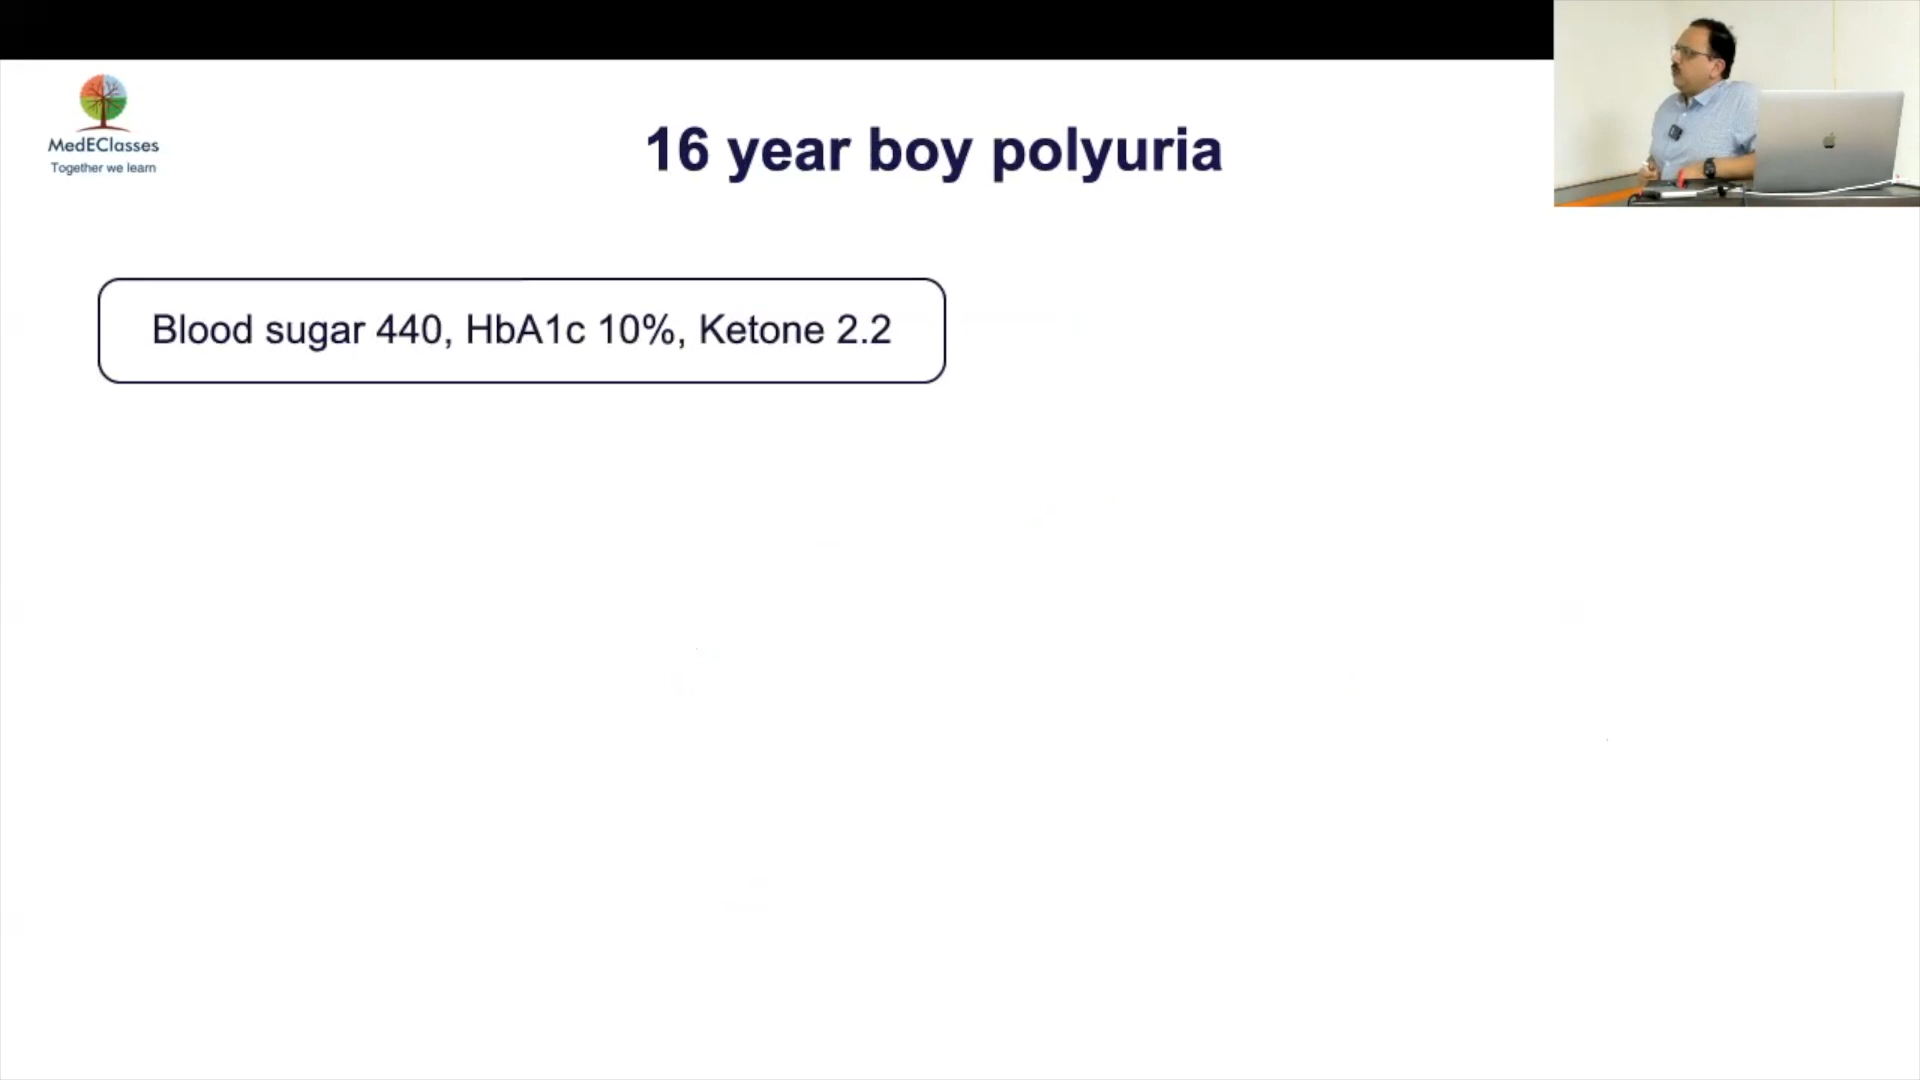 MedEClasses
Together we learn
16 year boy polyuria
Blood sugar 440, HbA1c 10%, Ketone 2.2